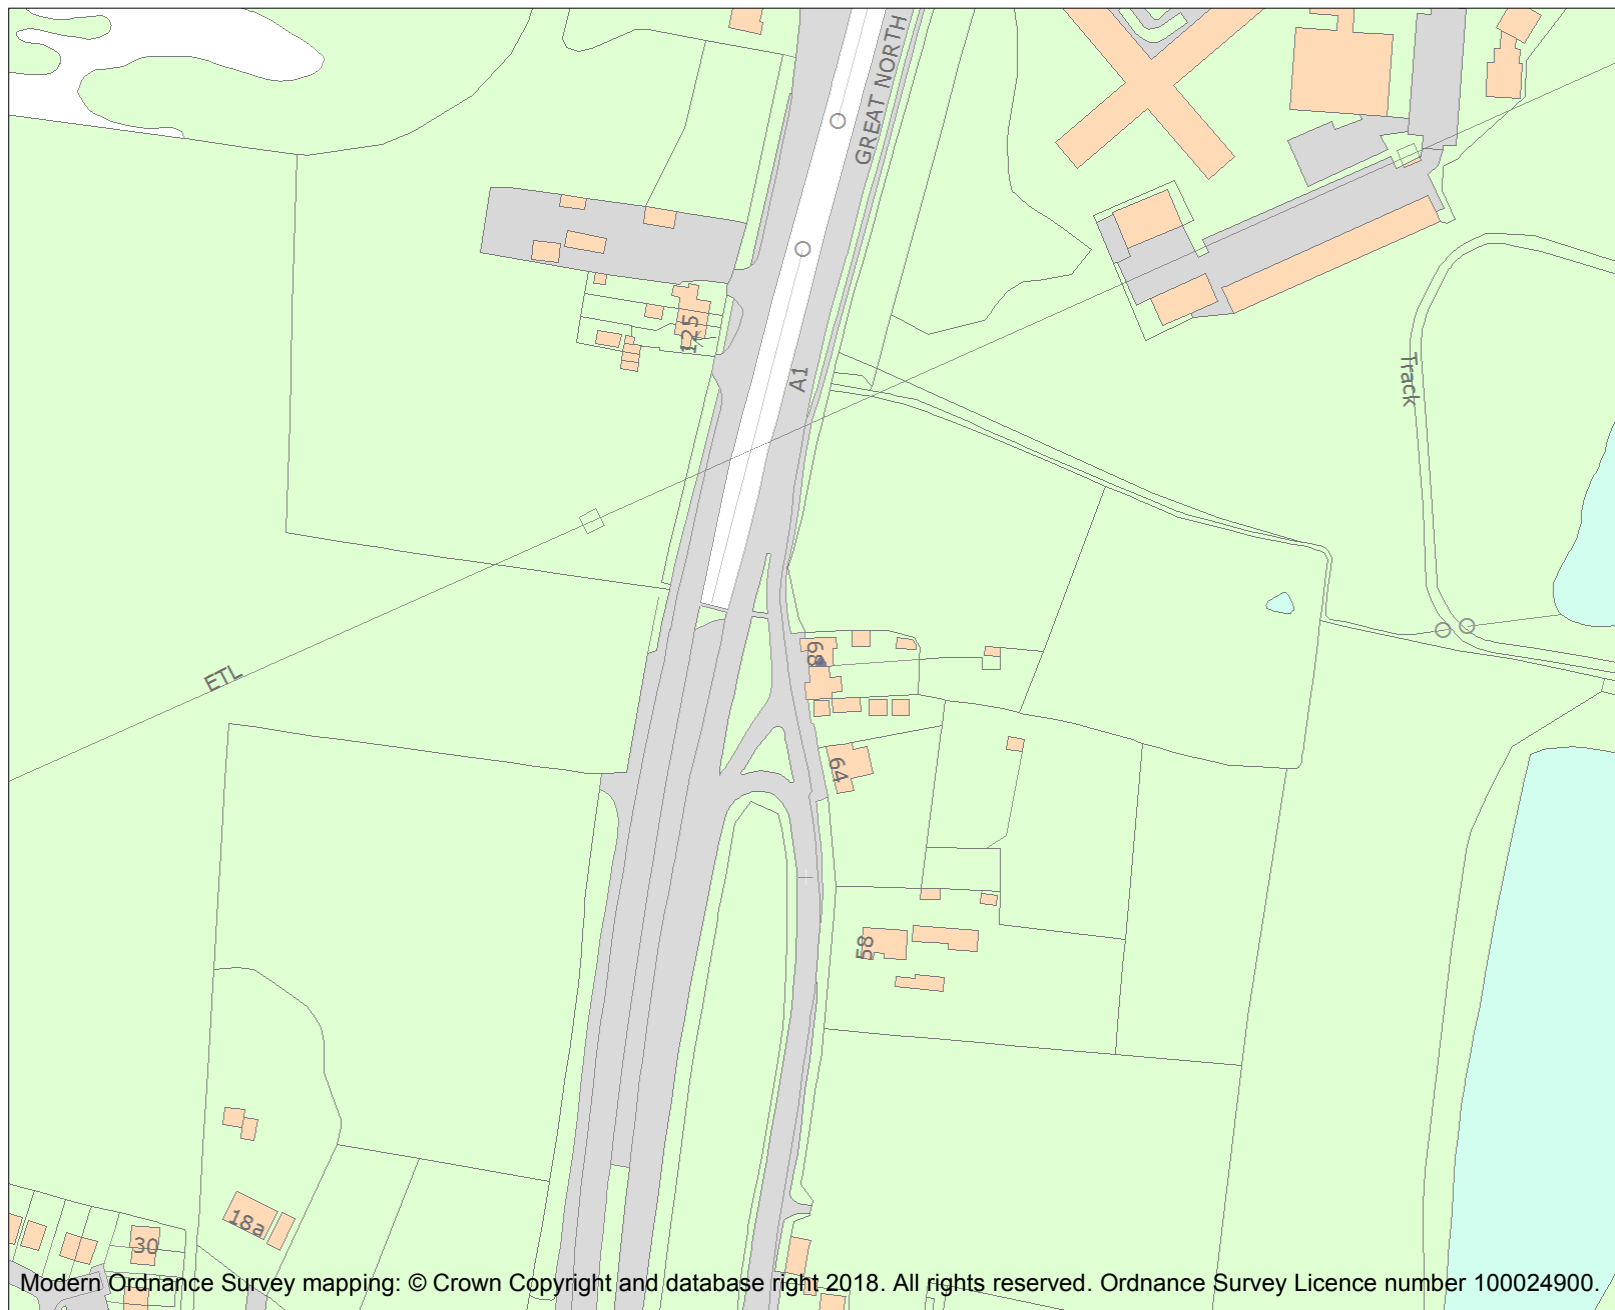 GREAT NORTH
125
A1
Track
ETL
68
64
58
18a
30
Modern Ordnance Survey mapping: © Crown Copyright and database right 2018. All rights reserved. Ordnance Survey Licence number 100024900.